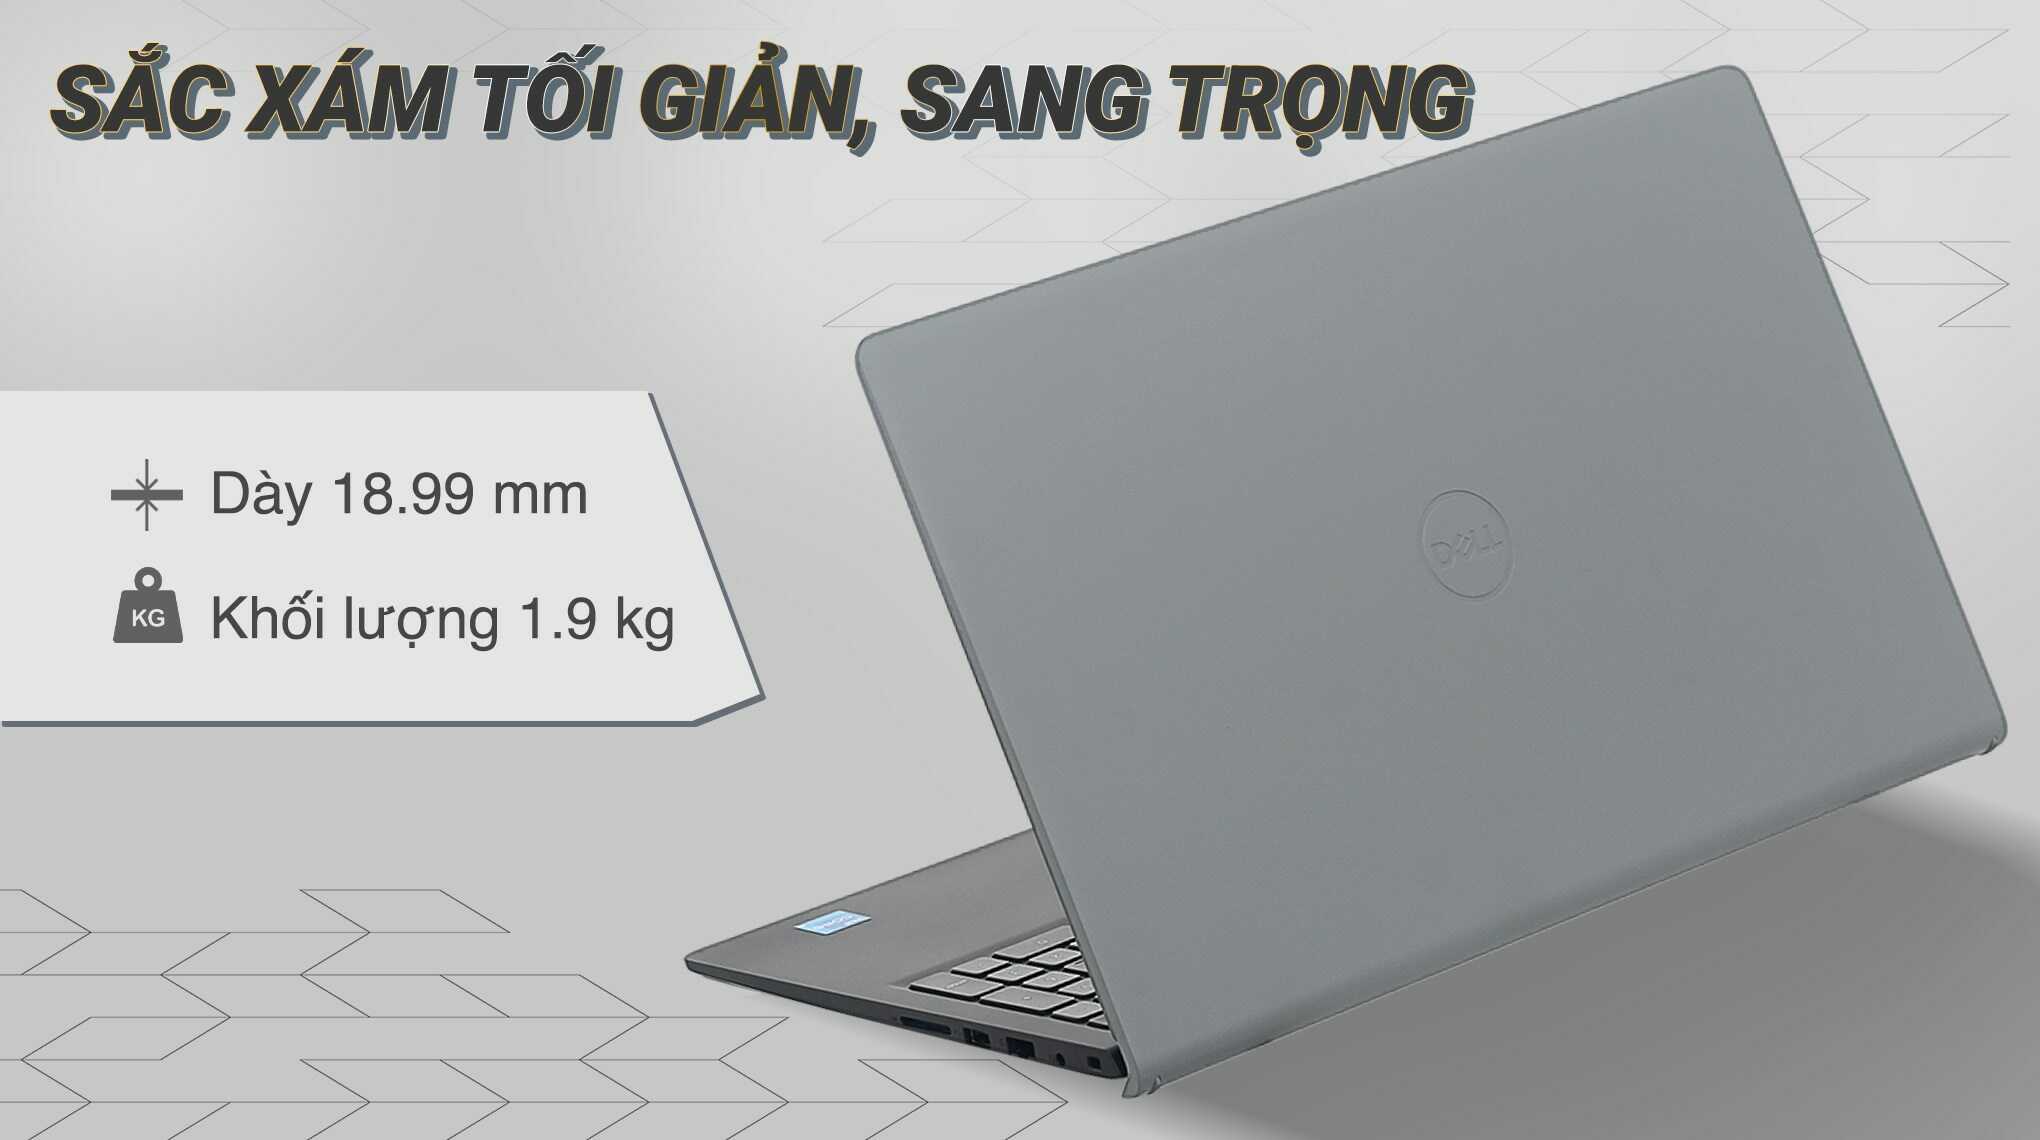 SẮC XÁM TỐI GIẢN, SANG TRỌNG
Dày 18.99 mm
KG
Khối lượng 1.9 kg
DELL